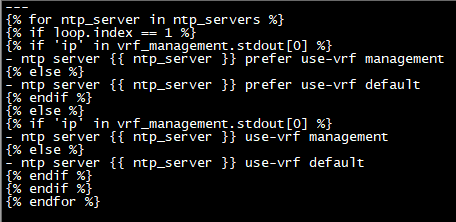 ---
{% for ntp_server in ntp_servers %}
{% if loop.index == 1 %}
{% if 'ip' in vrf_management.stdout[0] %}
- ntp server {{ ntp_server }} prefer use-vrf management
{% else %}
- ntp server {{ ntp_server }} prefer use-vrf default
{% endif %}
{% else %}
{% if 'ip' in vrf_management.stdout[0] %}
- ntp server {{ ntp_server }} use-vrf management
{% else %}
- ntp server {{ ntp_server }} use-vrf default
{% endif %}
{% endif %}
{% endfor %}